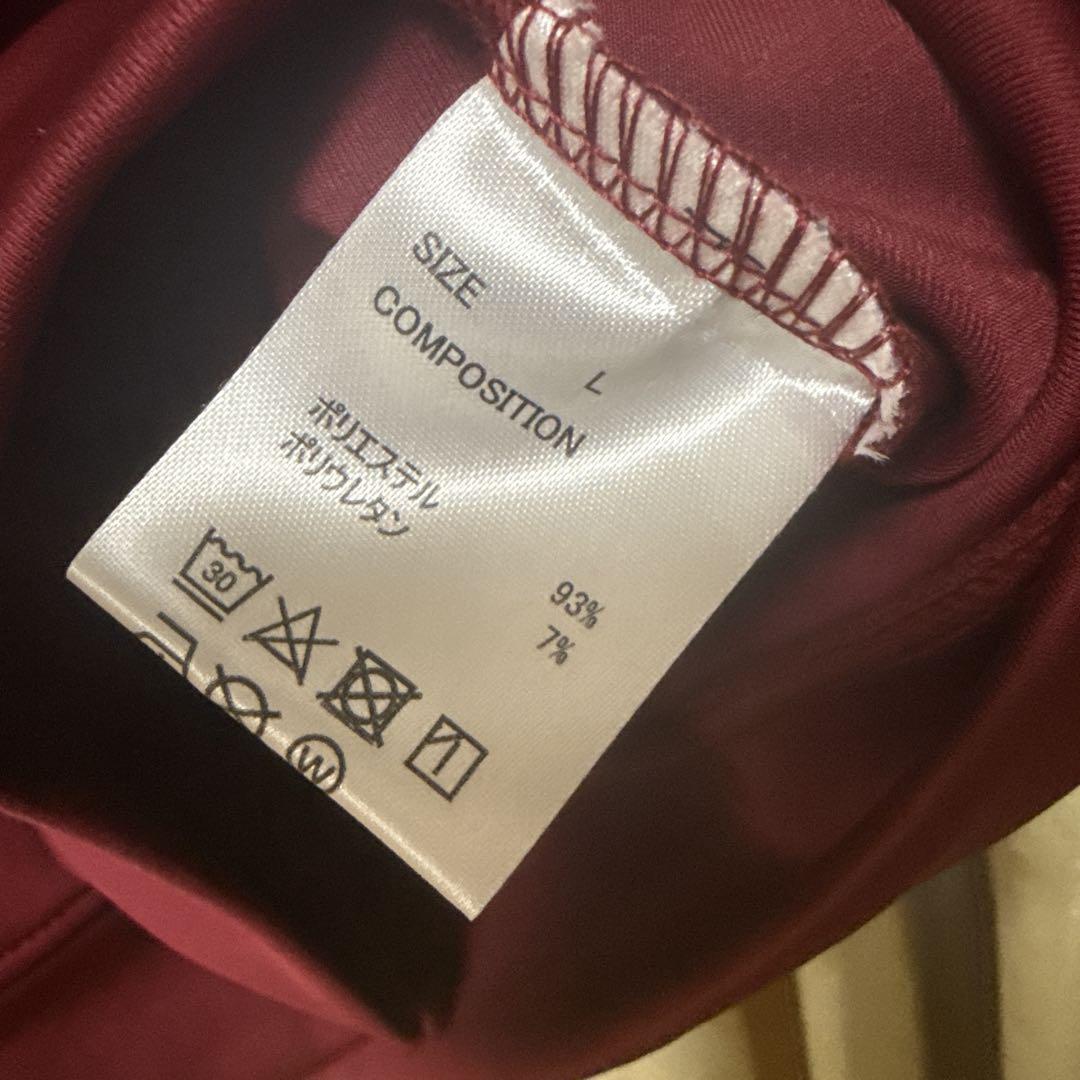 SIZE L
COMPOSITION
ポリエステル 93%
ポリウレタン 7%
30
W